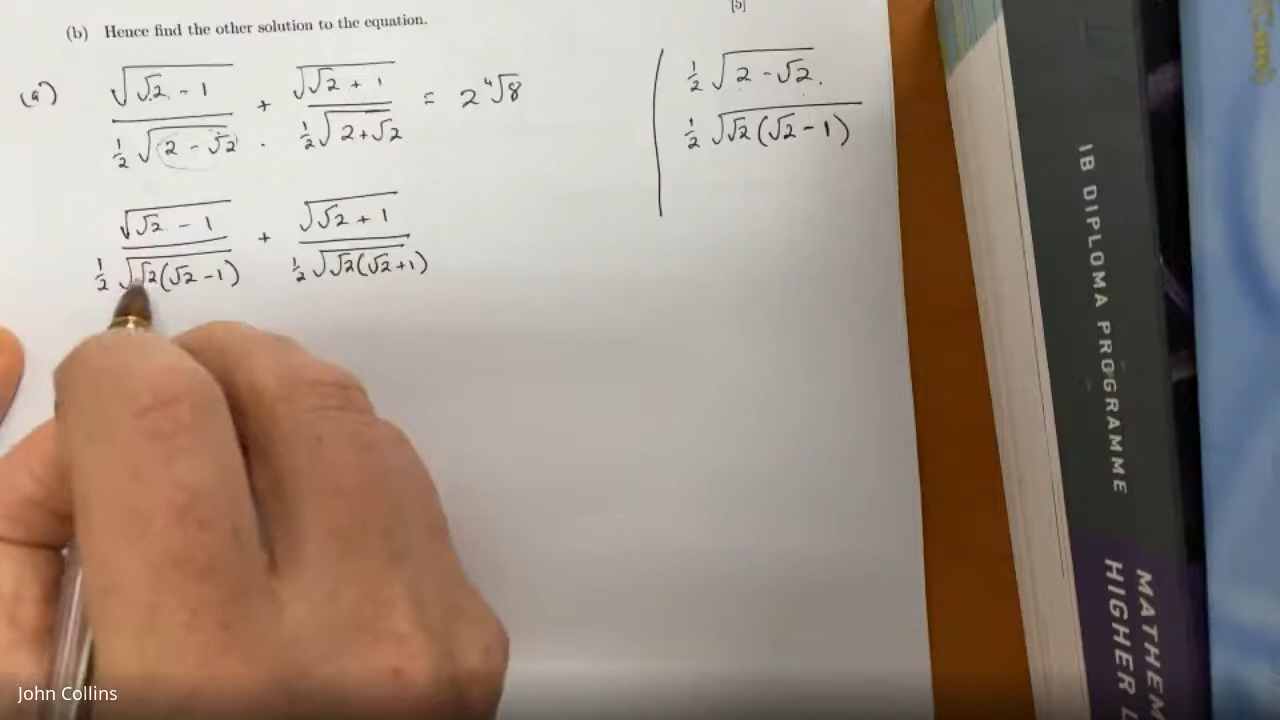 [5]
(b) Hence find the other solution to the equation.
(a) √(√2 - 1) / ½√(2 - √2) + √(√2 + 1) / ½√(2+√2) = 2 ⁴√8
√(√2 - 1) / ½√(√2(√2 - 1)) + √(√2 + 1) / ½√(√2(√2+1))
½ √(2 - √2).
½ √(√2(√2 - 1))
IB DIPLOMA PROGRAMME
MATHEM
HIGHER L
John Collins